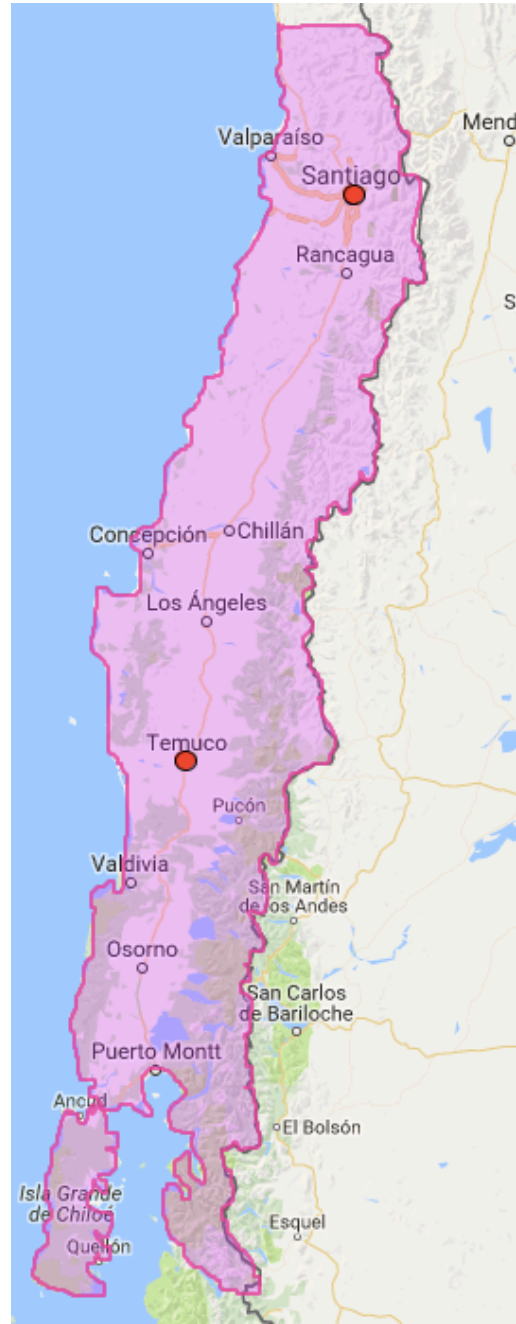 Valparaíso
Mend
Santiago
Rancagua
S
Concepción
Chillán
Los Ángeles
Temuco
Pucón
Valdivia
San Martín
de los Andes
Osorno
San Carlos
de Bariloche
Puerto Montt
Ancud
El Bolsón
Isla Grande
de Chiloé
Esquel
Quellón